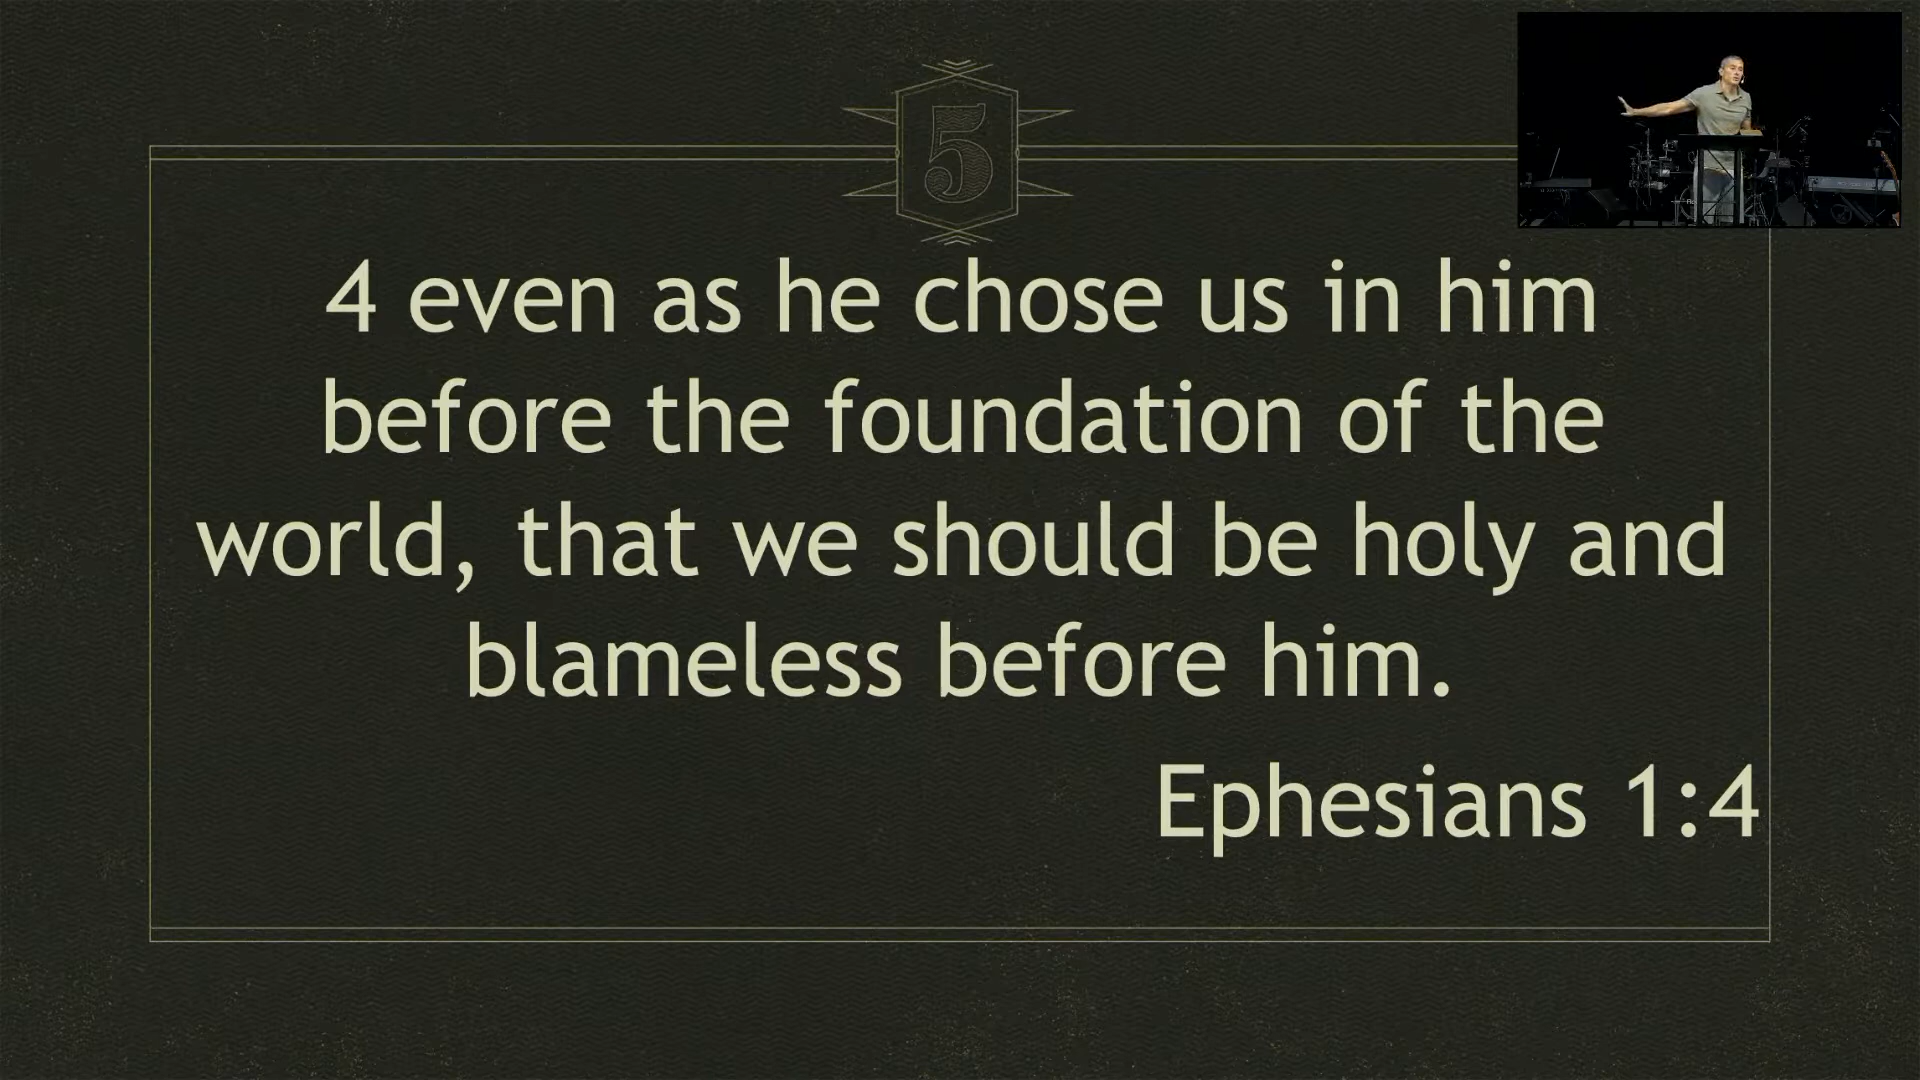 5
4 even as he chose us in him
before the foundation of the
world, that we should be holy and
blameless before him.
Ephesians 1:4